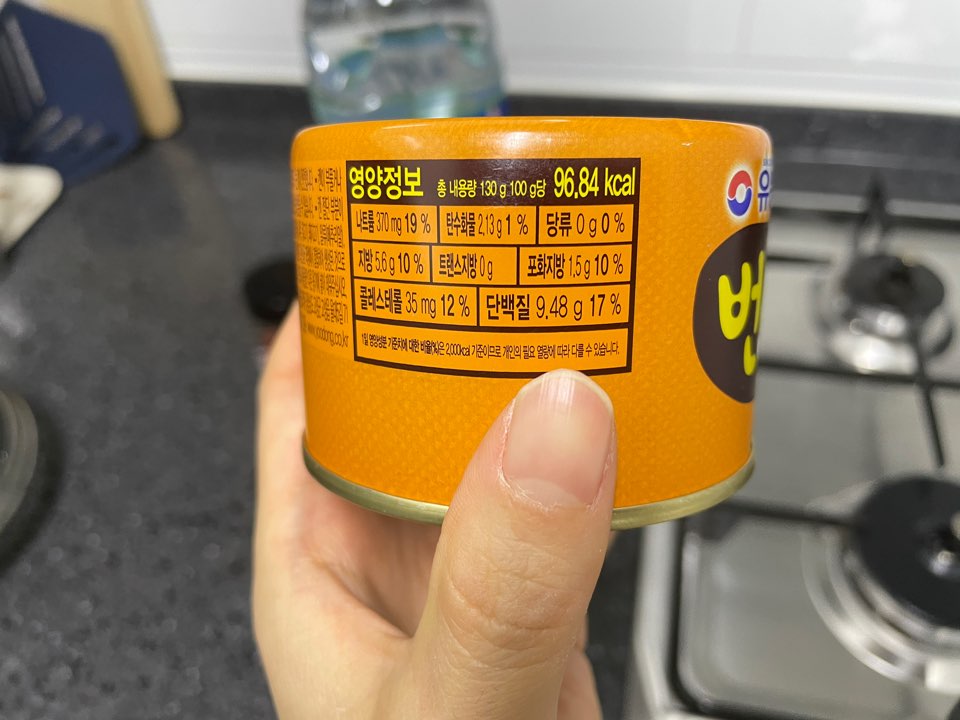 영양정보 총 내용량 130 g 100 g당 96.84 kcal
나트륨 370 mg 19 % 탄수화물 2.13 g 1 % 당류 0 g 0 %
지방 5.6 g 10 % 트랜스지방 0 g 포화지방 1.5 g 10 %
콜레스테롤 35 mg 12 % 단백질 9.48 g 17 %
1일 영양성분 기준치에 대한 비율(%)은 2,000kcal 기준이므로 개인의 필요 열량에 따라 다를 수 있습니다.
유
번